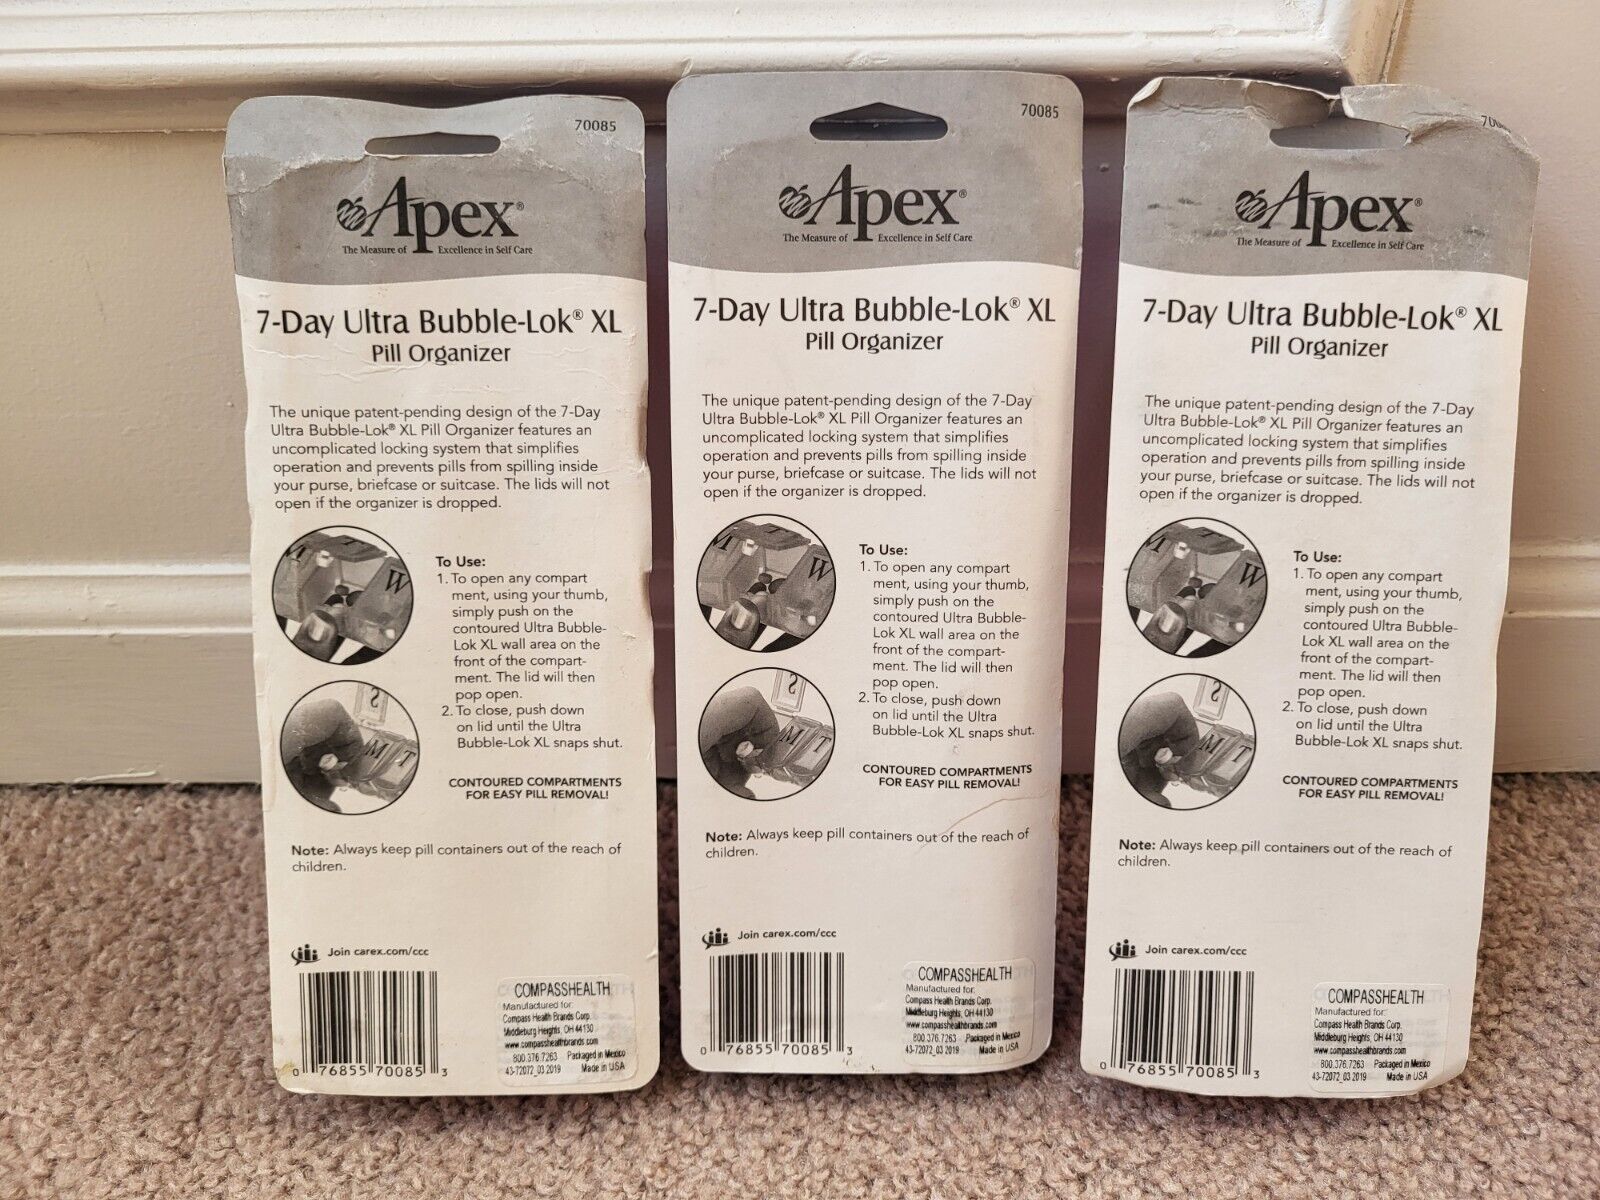 70085
Apex®
The Measure of Excellence in Self Care
7-Day Ultra Bubble-Lok® XL
Pill Organizer
The unique patent-pending design of the 7-Day
Ultra Bubble-Lok® XL Pill Organizer features an
uncomplicated locking system that simplifies
operation and prevents pills from spilling inside
your purse, briefcase or suitcase. The lids will not
open if the organizer is dropped.
M T W
To Use:
1. To open any compart
ment, using your thumb,
simply push on the
contoured Ultra Bubble-
Lok XL wall area on the
front of the compart-
ment. The lid will then
pop open.
2. To close, push down
on lid until the Ultra
Bubble-Lok XL snaps shut.
S M T
CONTOURED COMPARTMENTS
FOR EASY PILL REMOVAL!
Note: Always keep pill containers out of the reach of
children.
Join carex.com/ccc
0 76855 70085 3
COMPASSHEALTH
Manufactured for:
Compass Health Brands Corp.
Middleburg Heights, OH 44130
www.compasshealthbrands.com
800.376.7263 Packaged in Mexico
43-72072_03 2019 Made in USA
70085
Apex®
The Measure of Excellence in Self Care
7-Day Ultra Bubble-Lok® XL
Pill Organizer
The unique patent-pending design of the 7-Day
Ultra Bubble-Lok® XL Pill Organizer features an
uncomplicated locking system that simplifies
operation and prevents pills from spilling inside
your purse, briefcase or suitcase. The lids will not
open if the organizer is dropped.
M T W
To Use:
1. To open any compart
ment, using your thumb,
simply push on the
contoured Ultra Bubble-
Lok XL wall area on the
front of the compart-
ment. The lid will then
pop open.
2. To close, push down
on lid until the Ultra
Bubble-Lok XL snaps shut.
S M T
CONTOURED COMPARTMENTS
FOR EASY PILL REMOVAL!
Note: Always keep pill containers out of the reach of
children.
Join carex.com/ccc
0 76855 70085 3
COMPASSHEALTH
Manufactured for:
Compass Health Brands Corp.
Middleburg Heights, OH 44130
www.compasshealthbrands.com
800.376.7263 Packaged in Mexico
43-72072_03 2019 Made in USA
Apex®
The Measure of Excellence in Self Care
7-Day Ultra Bubble-Lok® XL
Pill Organizer
The unique patent-pending design of the 7-Day
Ultra Bubble-Lok® XL Pill Organizer features an
uncomplicated locking system that simplifies
operation and prevents pills from spilling inside
your purse, briefcase or suitcase. The lids will not
open if the organizer is dropped.
M T W
To Use:
1. To open any compart
ment, using your thumb,
simply push on the
contoured Ultra Bubble-
Lok XL wall area on the
front of the compart-
ment. The lid will then
pop open.
2. To close, push down
on lid until the Ultra
Bubble-Lok XL snaps shut.
S M T
CONTOURED COMPARTMENTS
FOR EASY PILL REMOVAL!
Note: Always keep pill containers out of the reach of
children.
Join carex.com/ccc
0 76855 70085 3
COMPASSHEALTH
Manufactured for:
Compass Health Brands Corp.
Middleburg Heights, OH 44130
www.compasshealthbrands.com
800.376.7263 Packaged in Mexico
43-72072_03 2019 Made in USA